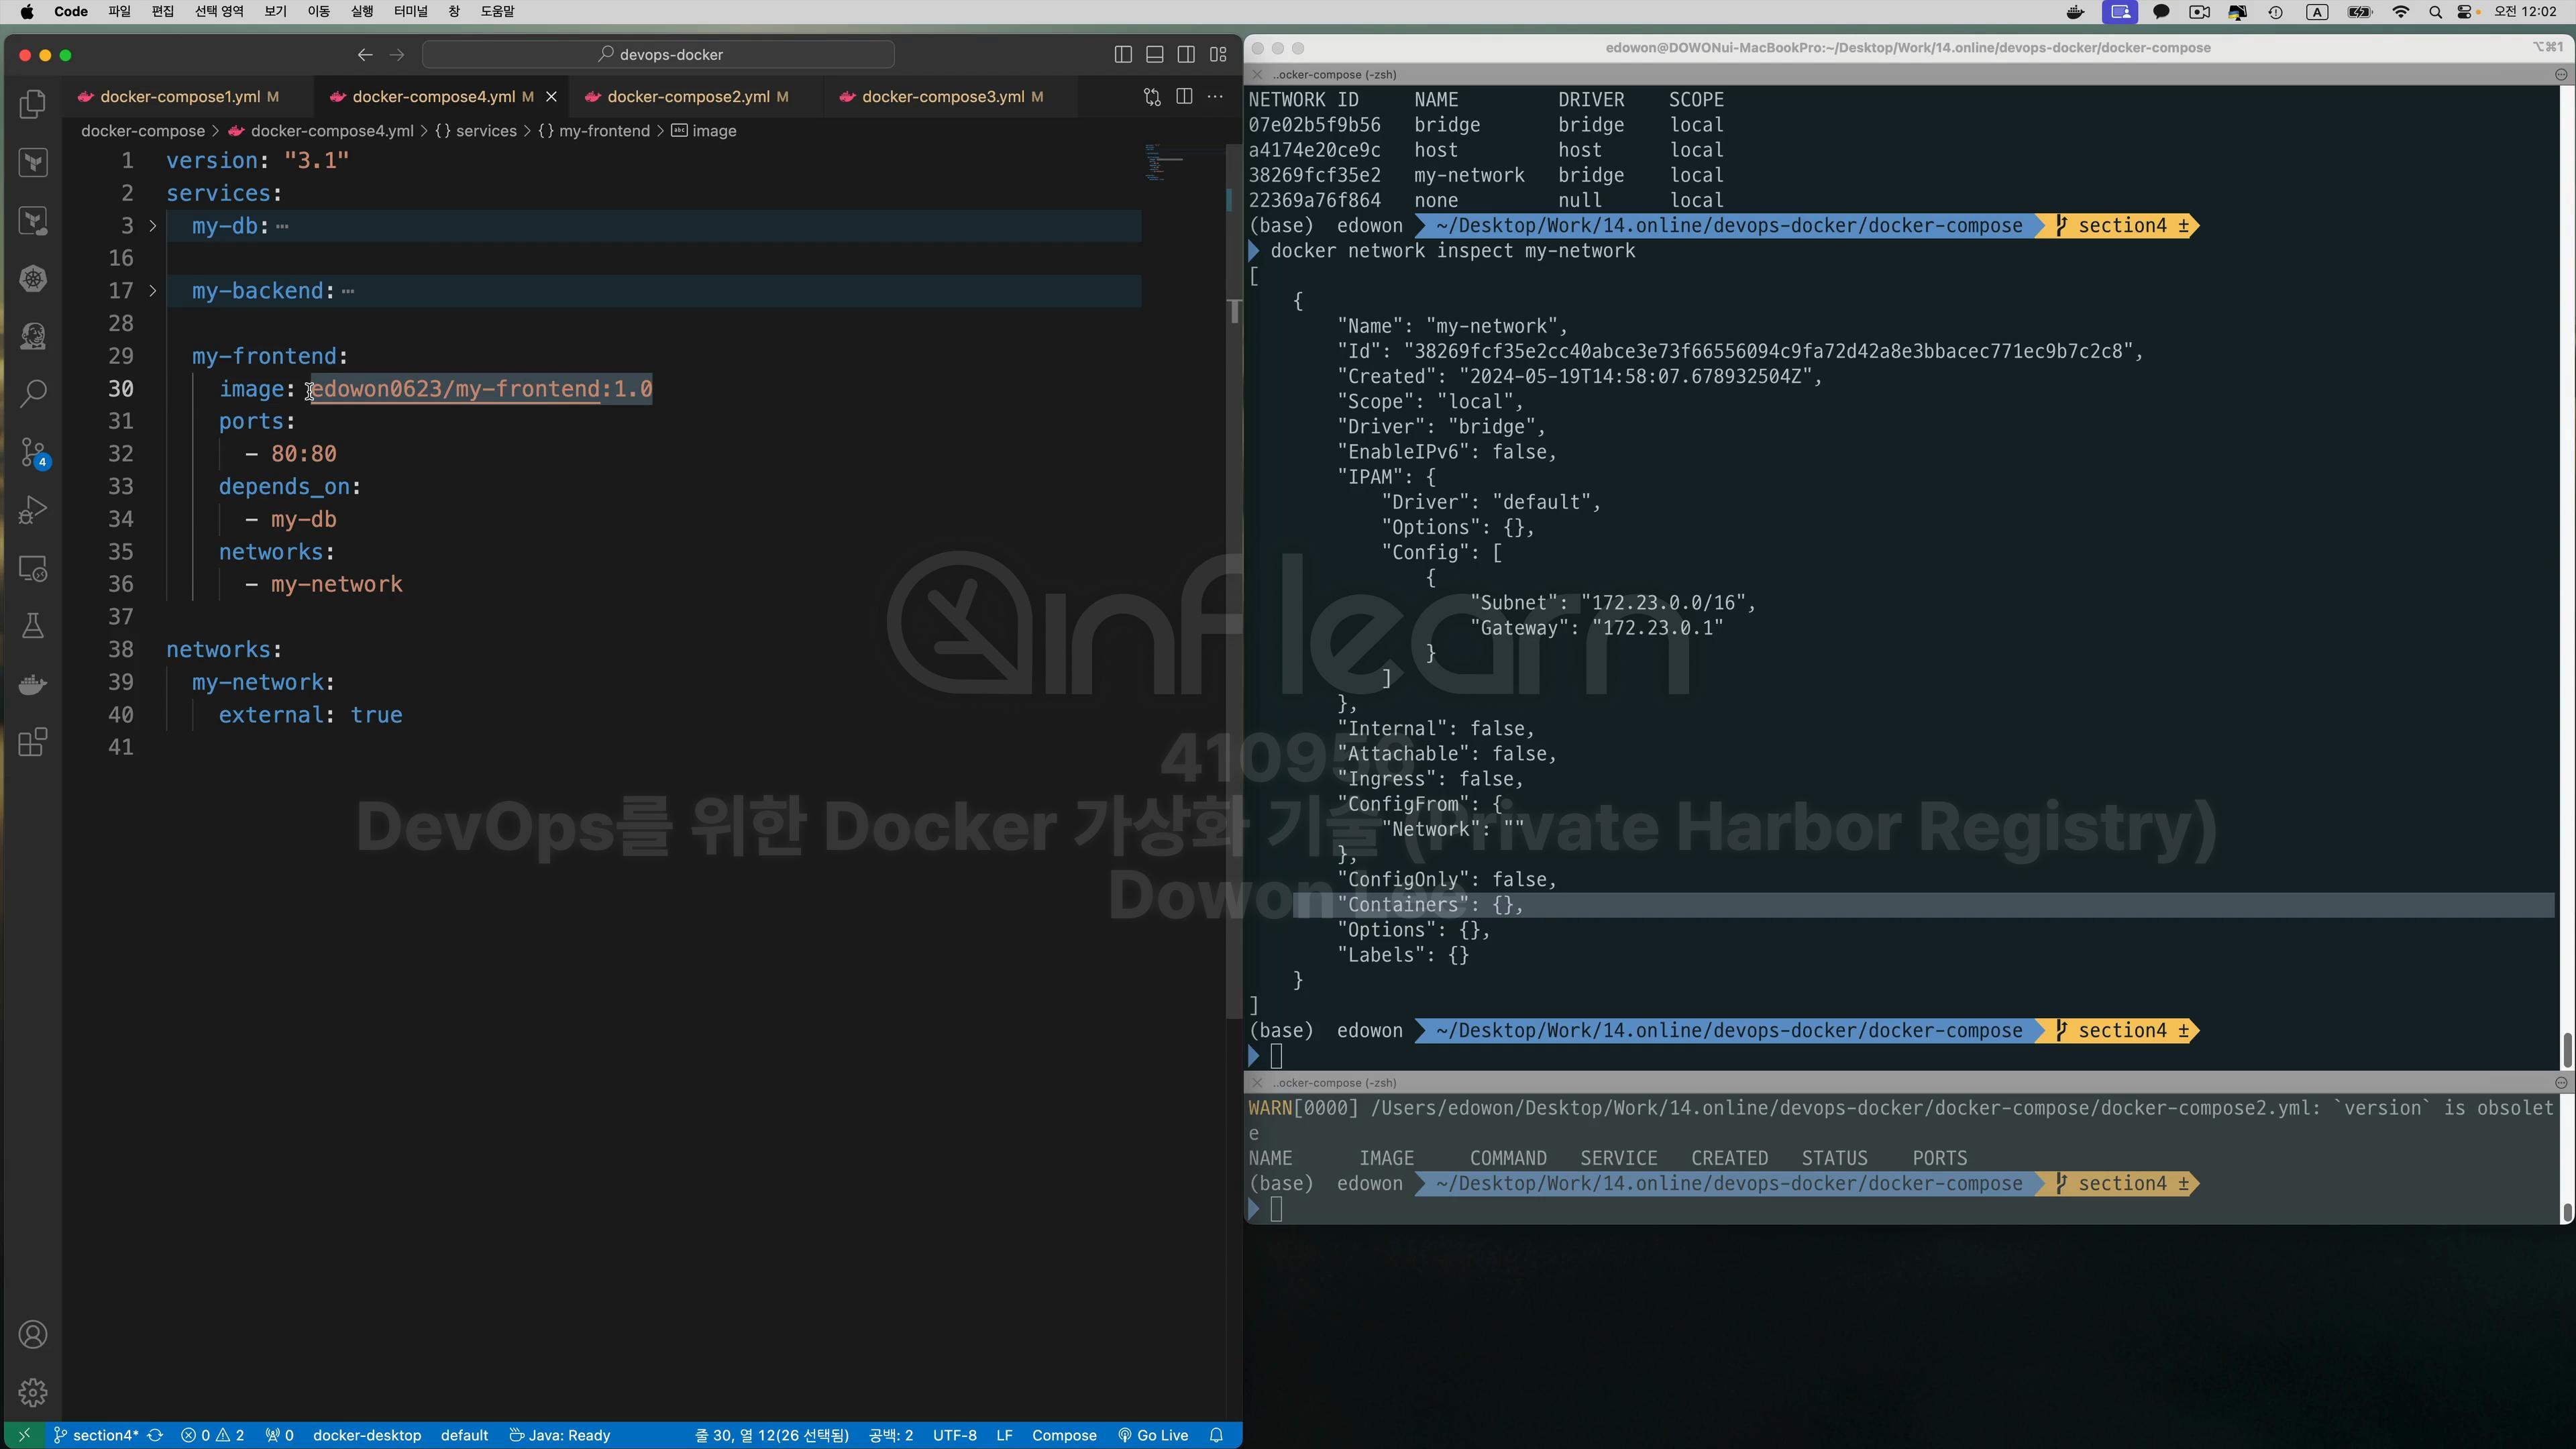 Code 파일 편집 선택 영역 보기 이동 실행 터미널 창 도움말
A 오전 12:02
devops-docker
docker-compose1.yml M docker-compose4.yml M docker-compose2.yml M docker-compose3.yml M
docker-compose > docker-compose4.yml > {} services > {} my-frontend > abc image
1 version: "3.1"
2 services:
3 my-db: ⋯
16
17 my-backend: ⋯
28
29 my-frontend:
30 image: edowon0623/my-frontend:1.0
31 ports:
32 - 80:80
33 depends_on:
34 - my-db
35 networks:
36 - my-network
37
38 networks:
39 my-network:
40 external: true
41
4
section4* 0 2 0 docker-desktop default Java: Ready 줄 30, 열 12(26 선택됨) 공백: 2 UTF-8 LF Compose Go Live
edowon@DOWONui-MacBookPro:~/Desktop/Work/14.online/devops-docker/docker-compose ⌥⌘1
..ocker-compose (-zsh)
NETWORK ID NAME DRIVER SCOPE
07e02b5f9b56 bridge bridge local
a4174e20ce9c host host local
38269fcf35e2 my-network bridge local
22369a76f864 none null local
(base) edowon ~/Desktop/Work/14.online/devops-docker/docker-compose section4 ±
docker network inspect my-network
[
{
"Name": "my-network",
"Id": "38269fcf35e2cc40abce3e73f66556094c9fa72d42a8e3bbacec771ec9b7c2c8",
"Created": "2024-05-19T14:58:07.678932504Z",
"Scope": "local",
"Driver": "bridge",
"EnableIPv6": false,
"IPAM": {
"Driver": "default",
"Options": {},
"Config": [
{
"Subnet": "172.23.0.0/16",
"Gateway": "172.23.0.1"
}
]
},
"Internal": false,
"Attachable": false,
"Ingress": false,
"ConfigFrom": {
"Network": ""
},
"ConfigOnly": false,
"Containers": {},
"Options": {},
"Labels": {}
}
]
(base) edowon ~/Desktop/Work/14.online/devops-docker/docker-compose section4 ±
..ocker-compose (-zsh)
WARN[0000] /Users/edowon/Desktop/Work/14.online/devops-docker/docker-compose/docker-compose2.yml: `version` is obsolet
e
NAME IMAGE COMMAND SERVICE CREATED STATUS PORTS
(base) edowon ~/Desktop/Work/14.online/devops-docker/docker-compose section4 ±
inflearn
410950
DevOps를 위한 Docker 가상화 기술 (Private Harbor Registry)
Dowon Lee